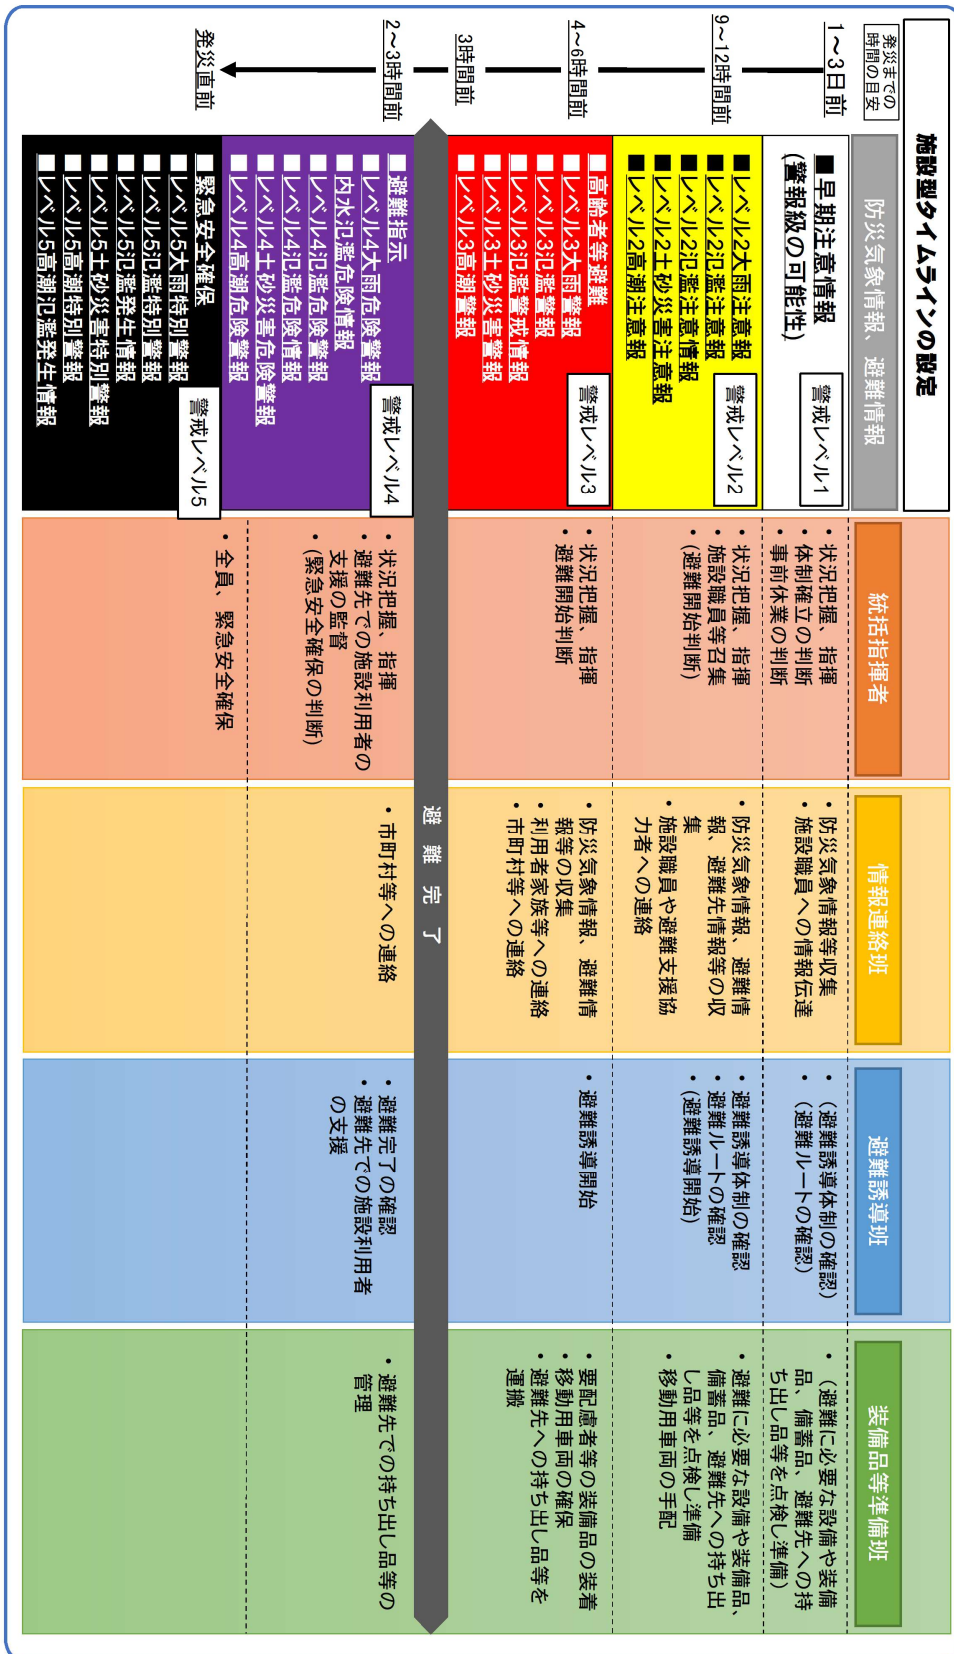 施設型タイムラインの設定
発災までの
時間の目安
防災気象情報、避難情報
統括指揮者
情報連絡班
避難誘導班
装備品等準備班
1～3日前
■早期注意情報
(警報級の可能性)
警戒レベル1
・状況把握、指揮
・体制確立の判断
・事前休業の判断
・防災気象情報等収集
・施設職員への情報伝達
・（避難誘導体制の確認）
・（避難ルートの確認）
・（避難に必要な設備や装備
品、備蓄品、避難先への持
ち出し品等を点検し準備）
9～12時間前
■レベル2大雨注意報
■レベル2氾濫注意報
■レベル2氾濫注意情報
■レベル2土砂災害注意報
■レベル2高潮注意報
警戒レベル2
・状況把握、指揮
・施設職員等召集
・(避難開始判断)
・防災気象情報、避難情
報、避難先情報等の収
集
・施設職員や避難支援協
力者への連絡
・避難誘導体制の確認
・避難ルートの確認
・(避難誘導開始)
・避難に必要な設備や装備品、
備蓄品、避難先への持ち出
し品等を点検し準備
・移動用車両の手配
4～6時間前
3時間前
■高齢者等避難
■レベル3大雨警報
■レベル3氾濫警報
■レベル3氾濫警戒情報
■レベル3土砂災害警報
■レベル3高潮警報
警戒レベル3
・状況把握、指揮
・避難開始判断
・防災気象情報、避難情
報等の収集
・利用者家族等への連絡
・市町村等への連絡
・避難誘導開始
・要配慮者等の装備品の装着
・移動用車両の確保
・避難先への持ち出し品等を
運搬
避難完了
2～3時間前
■避難指示
■レベル4大雨危険警報
■内水氾濫危険情報
■レベル4氾濫危険警報
■レベル4氾濫危険情報
■レベル4土砂災害危険警報
■レベル4高潮危険警報
警戒レベル4
・状況把握、指揮
・避難先での施設利用者の
支援の監督
・(緊急安全確保の判断)
・市町村等への連絡
・避難完了の確認
・避難先での施設利用者
の支援
・避難先での持ち出し品等の
管理
発災直前
■緊急安全確保
■レベル5大雨特別警報
■レベル5氾濫特別警報
■レベル5氾濫発生情報
■レベル5土砂災害特別警報
■レベル5高潮特別警報
■レベル5高潮氾濫発生情報
警戒レベル5
・全員、緊急安全確保